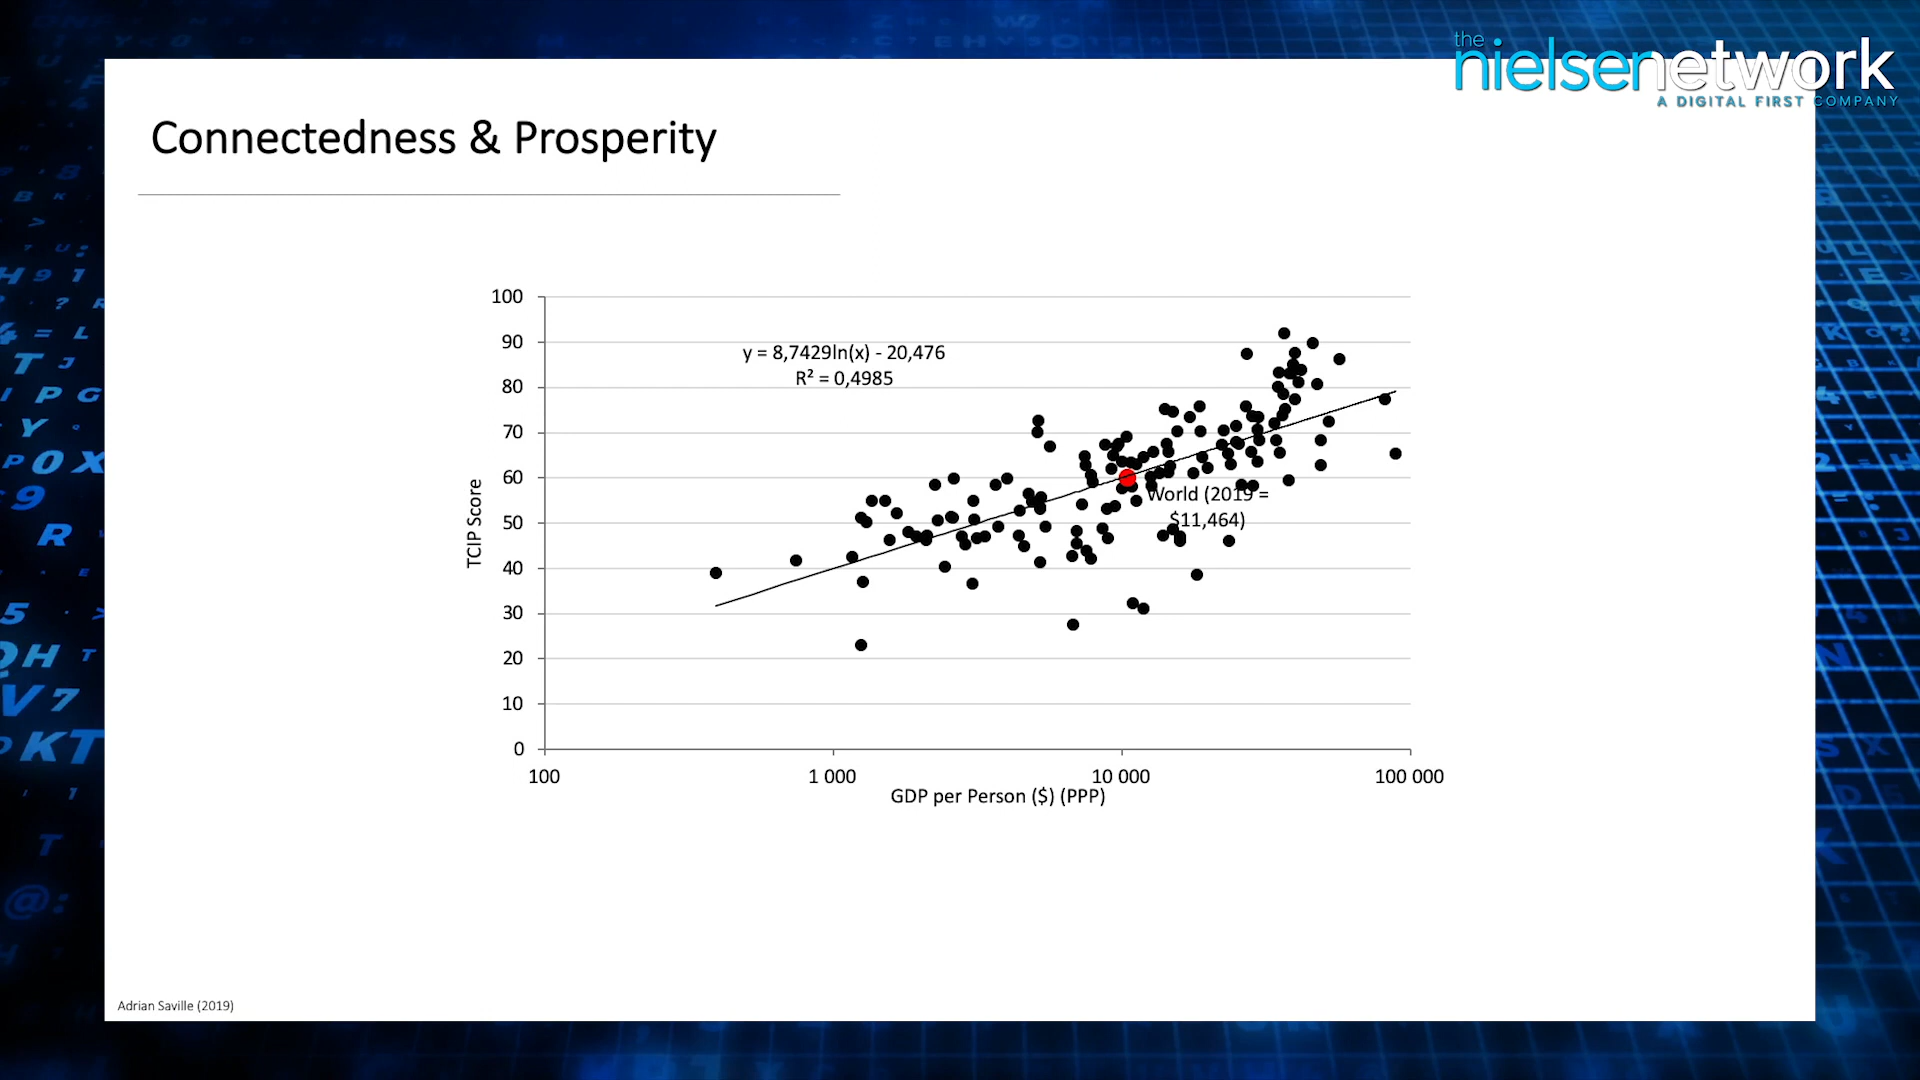 the
nielsenetwork
A DIGITAL FIRST COMPANY
Connectedness & Prosperity
100
90
80
70
60
50
40
30
20
10
0
TCIP Score
y = 8,7429ln(x) - 20,476
R² = 0,4985
World (2019 =
$11,464)
100
1 000
10 000
100 000
GDP per Person ($) (PPP)
Adrian Saville (2019)